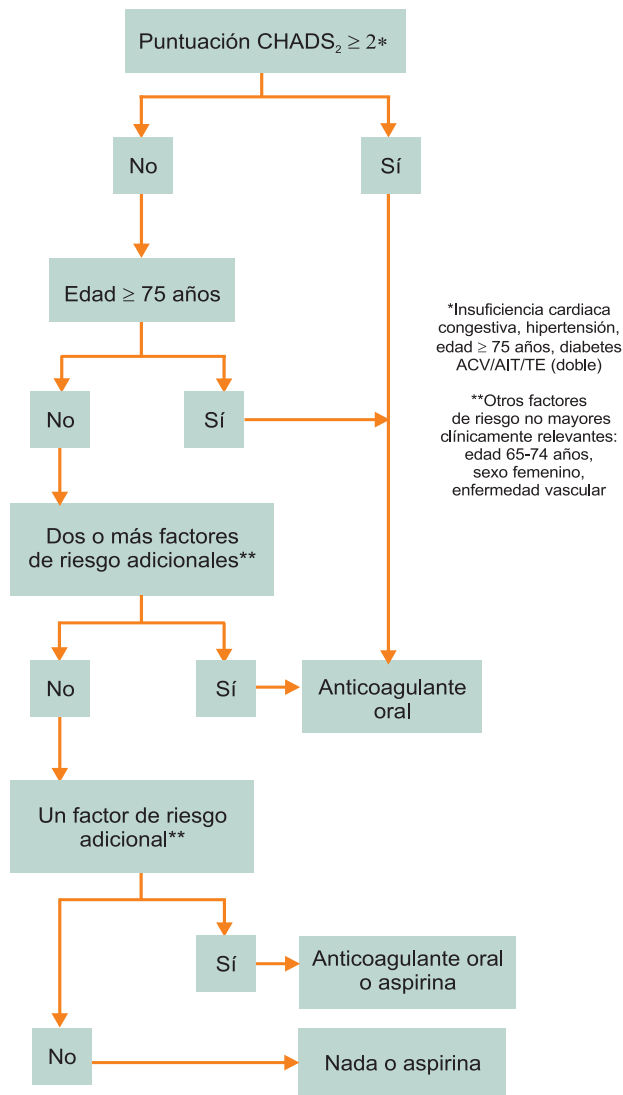 Puntuación CHADS₂ ≥ 2*
No
Sí
Edad ≥ 75 años
*Insuficiencia cardiaca
congestiva, hipertensión,
edad ≥ 75 años, diabetes
ACV/AIT/TE (doble)
**Otros factores
de riesgo no mayores
clínicamente relevantes:
edad 65-74 años,
sexo femenino,
enfermedad vascular
No
Sí
Dos o más factores
de riesgo adicionales**
No
Sí
Anticoagulante
oral
Un factor de riesgo
adicional**
Sí
Anticoagulante oral
o aspirina
No
Nada o aspirina